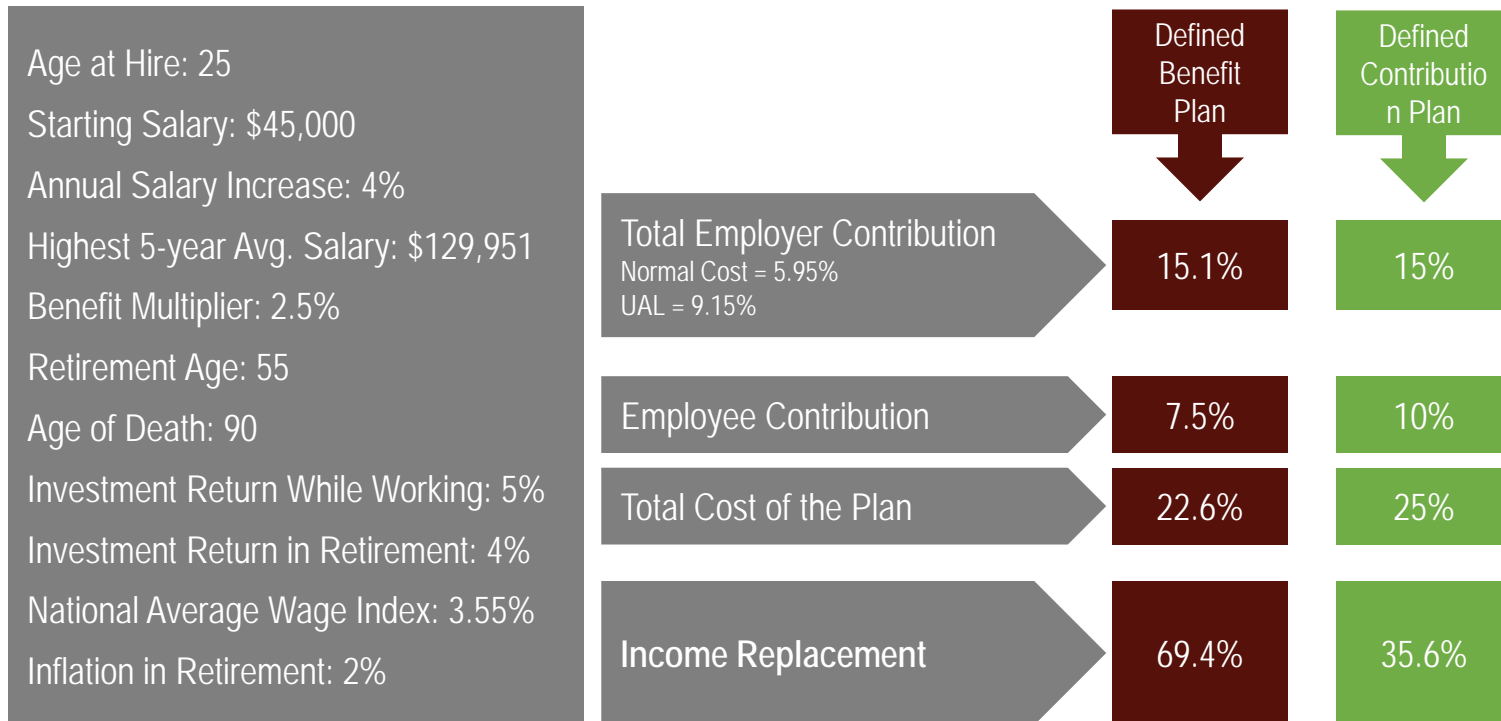 Age at Hire: 25
Starting Salary: $45,000
Annual Salary Increase: 4%
Highest 5-year Avg. Salary: $129,951
Benefit Multiplier: 2.5%
Retirement Age: 55
Age of Death: 90
Investment Return While Working: 5%
Investment Return in Retirement: 4%
National Average Wage Index: 3.55%
Inflation in Retirement: 2%
Defined
Benefit
Plan
Defined
Contributio
n Plan
Total Employer Contribution
Normal Cost = 5.95%
UAL = 9.15%
15.1%
15%
Employee Contribution
7.5%
10%
Total Cost of the Plan
22.6%
25%
Income Replacement
69.4%
35.6%